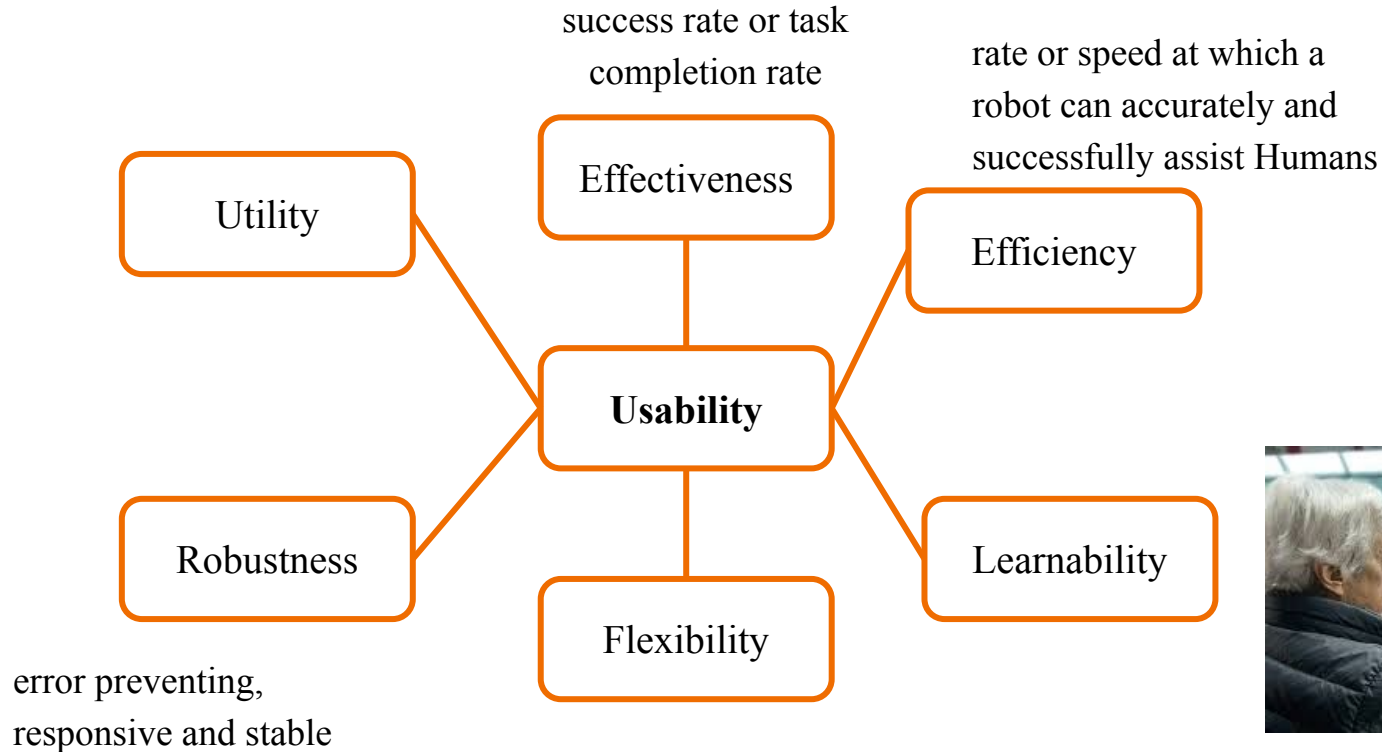 success rate or task
completion rate
rate or speed at which a
robot can accurately and
successfully assist Humans
Effectiveness
Utility
Efficiency
Usability
Robustness
Learnability
Flexibility
error preventing,
responsive and stable